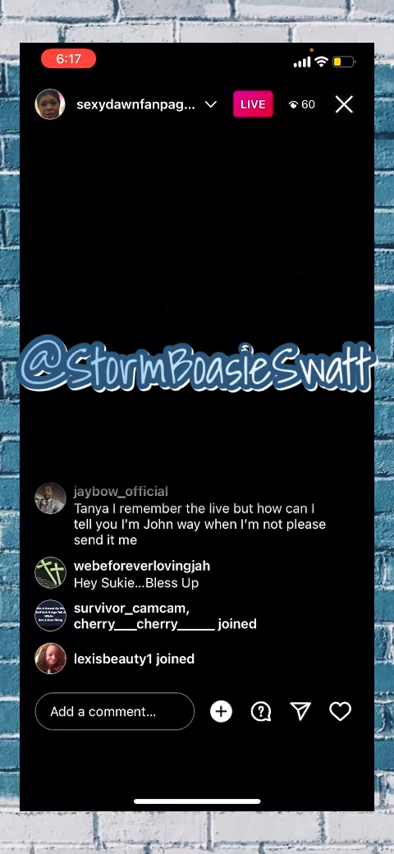 6:17
sexydawnfanpag...
LIVE
60
@StormBoasieSwatt
jaybow_official
Tanya I remember the live but how can I
tell you I'm John way when I'm not please
send it me
webeforeverlovingjah
Hey Sukie...Bless Up
survivor_camcam,
cherry___cherry______ joined
lexisbeauty1 joined
Add a comment...